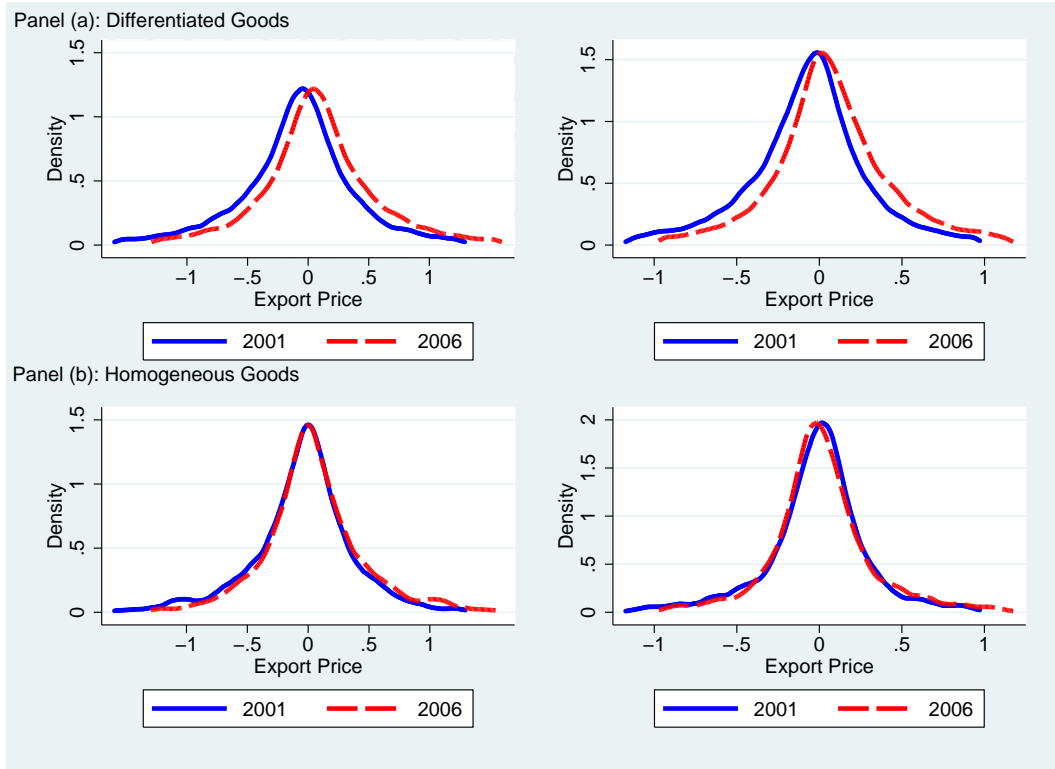 Panel (a): Differentiated Goods
1.5
1
.5
0
Density
−1 −.5 0 .5 1
Export Price
2001 2006
1.5
1
.5
0
Density
−1 −.5 0 .5 1
Export Price
2001 2006
Panel (b): Homogeneous Goods
1.5
1
.5
0
Density
−1 −.5 0 .5 1
Export Price
2001 2006
2
1.5
1
.5
0
Density
−1 −.5 0 .5 1
Export Price
2001 2006